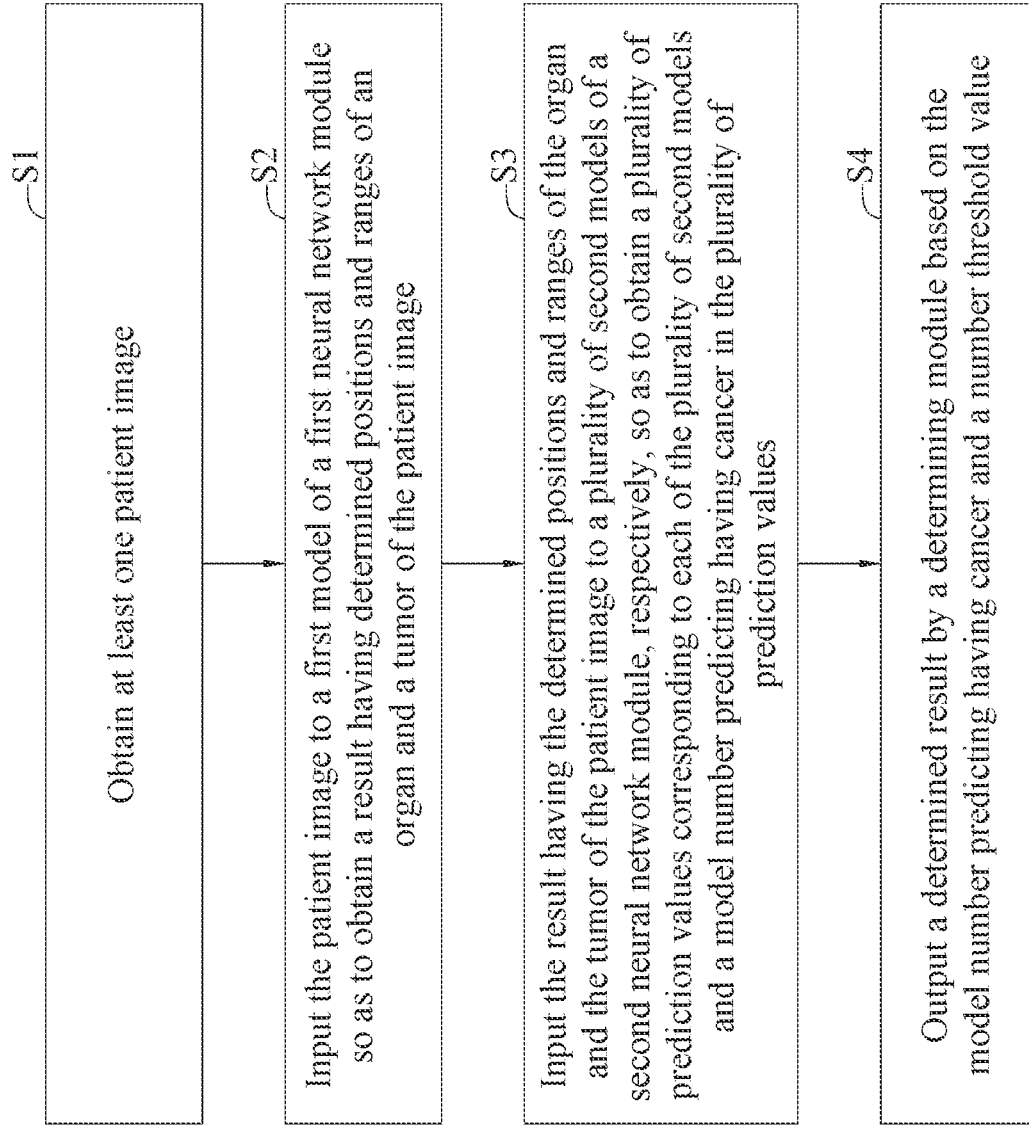 S1
Obtain at least one patient image
S2
Input the patient image to a first model of a first neural network module
so as to obtain a result having determined positions and ranges of an
organ and a tumor of the patient image
S3
Input the result having the determined positions and ranges of the organ
and the tumor of the patient image to a plurality of second models of a
second neural network module, respectively, so as to obtain a plurality of
prediction values corresponding to each of the plurality of second models
and a model number predicting having cancer in the plurality of
prediction values
S4
Output a determined result by a determining module based on the
model number predicting having cancer and a number threshold value